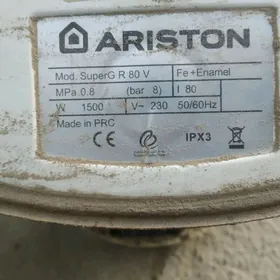 ARISTON
Mod. SuperG R 80 V Fe+Enamel
MPa 0.8 (bar 8) l 80
W 1500 V~ 230 50/60Hz
Made in PRC
CE IPX3